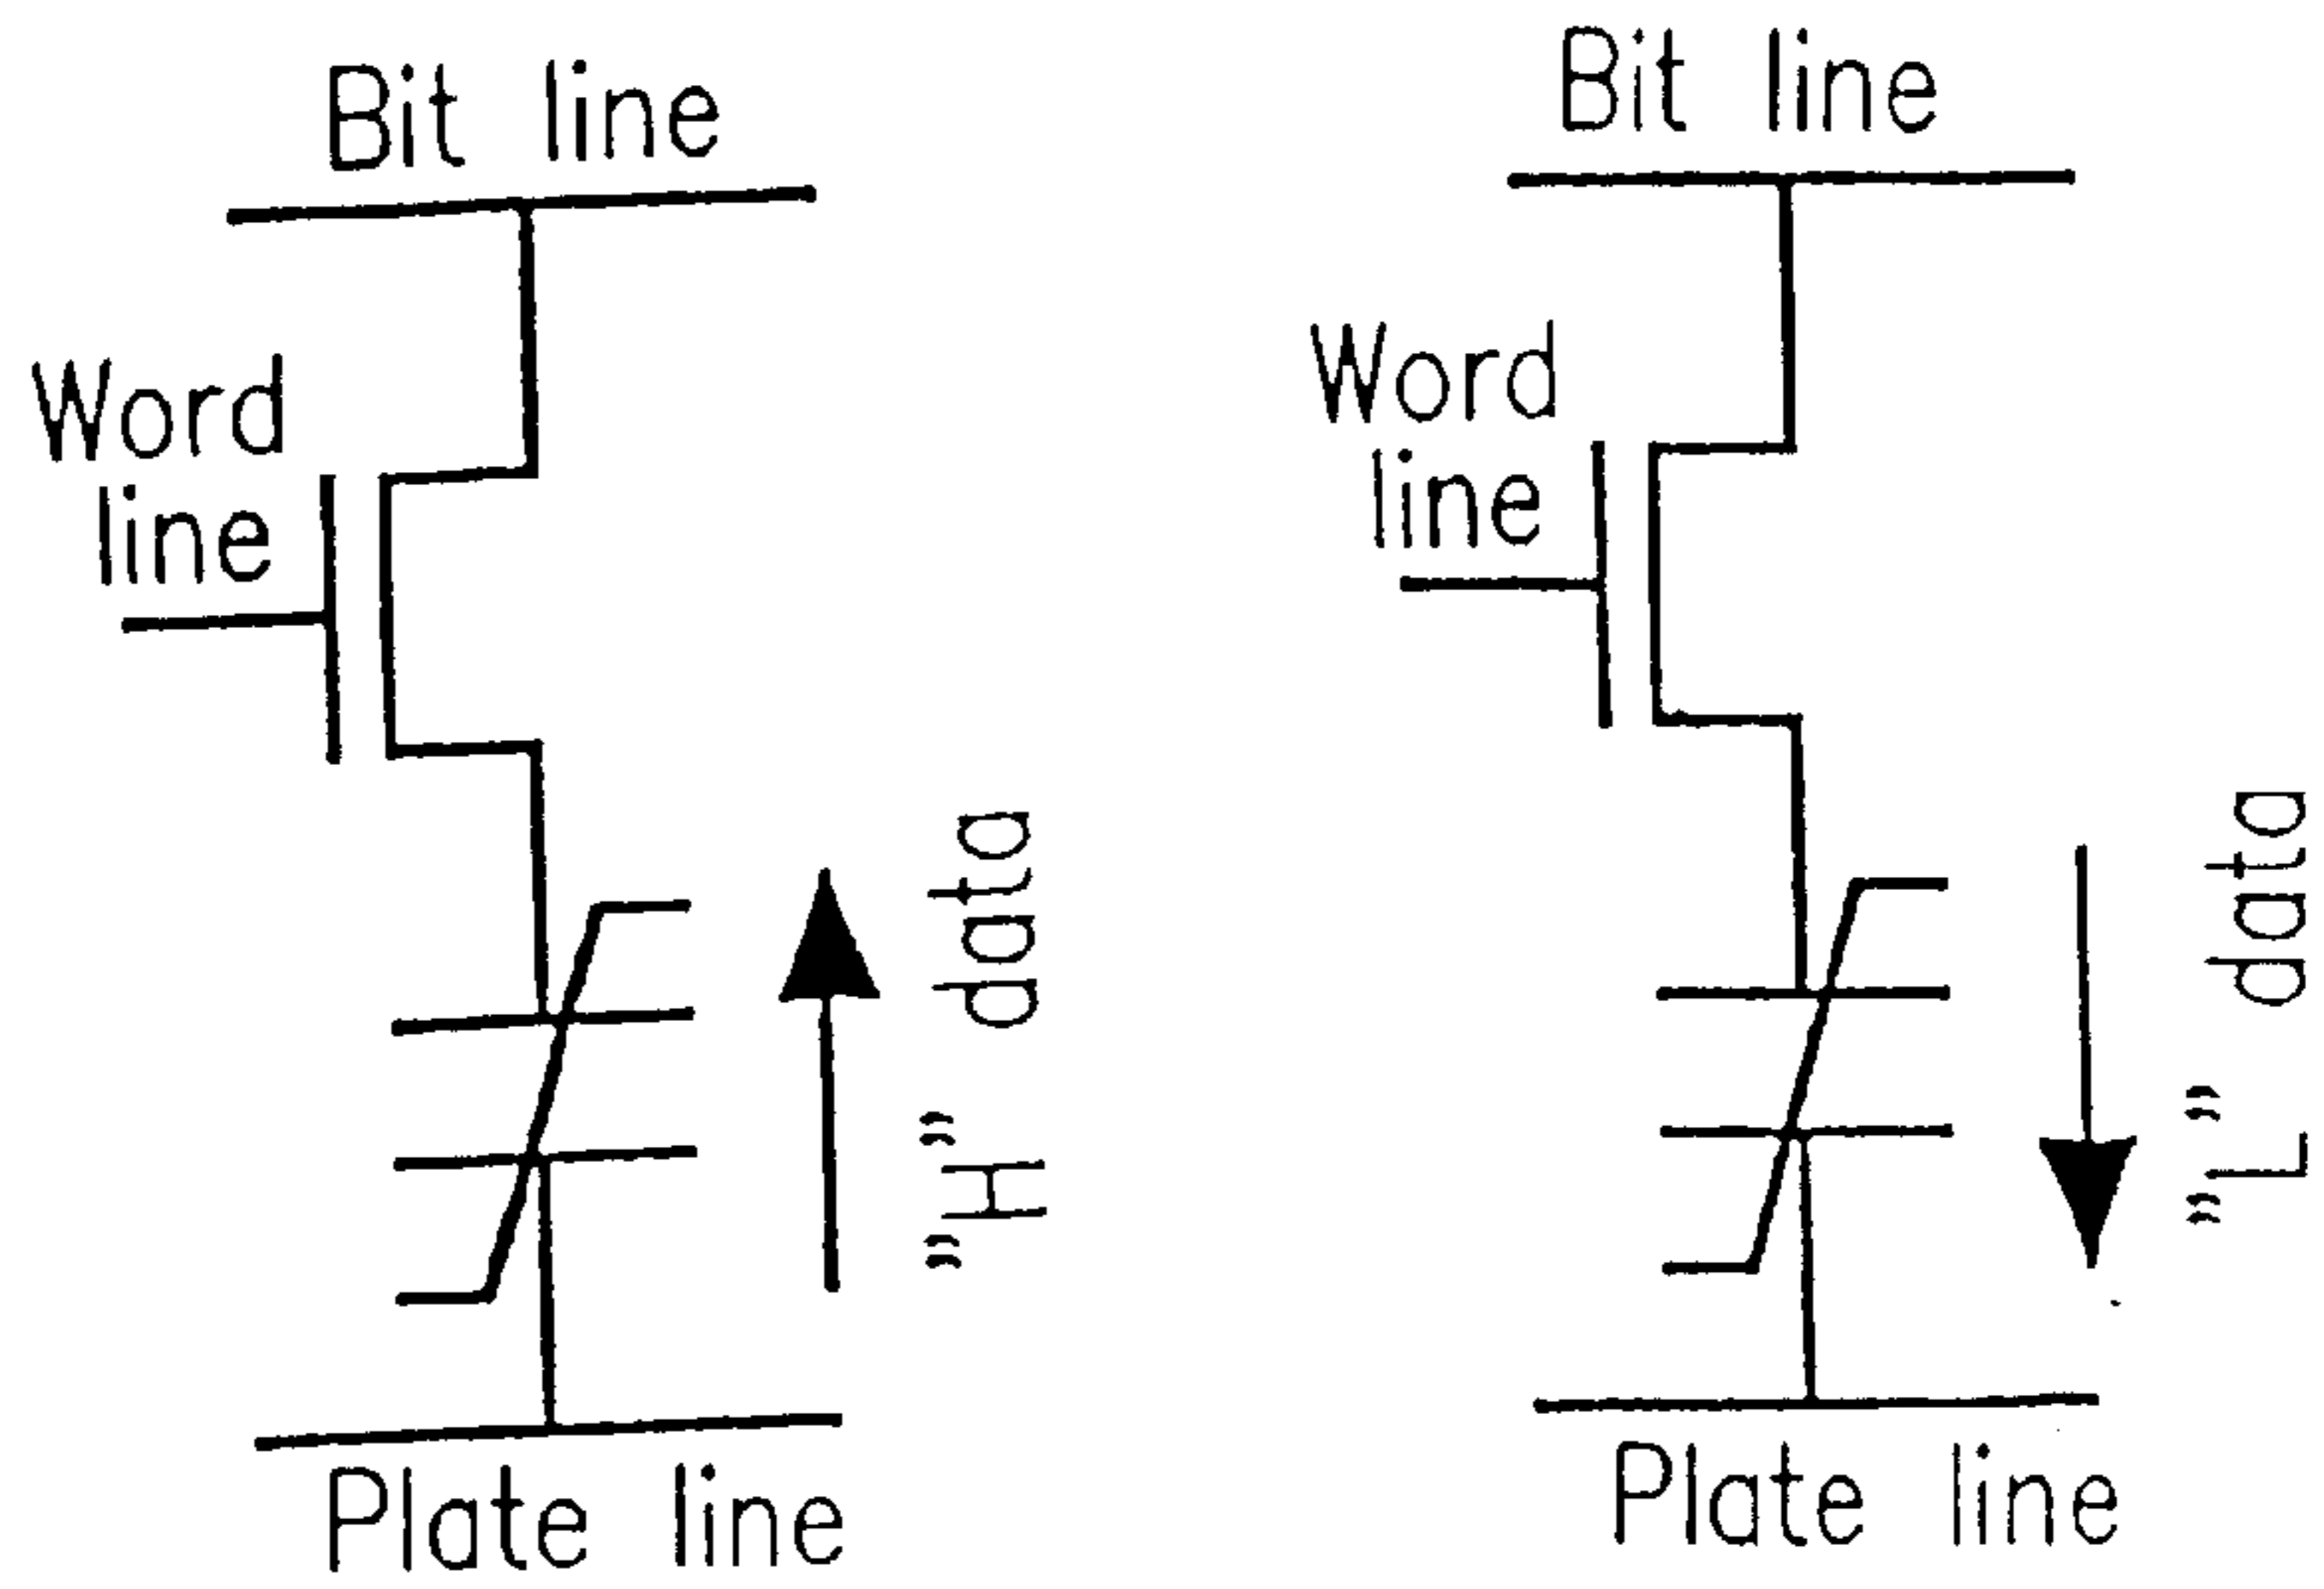 Bit line
Word
line
”H” data
Plate line
Bit line
Word
line
”L” data
Plate line